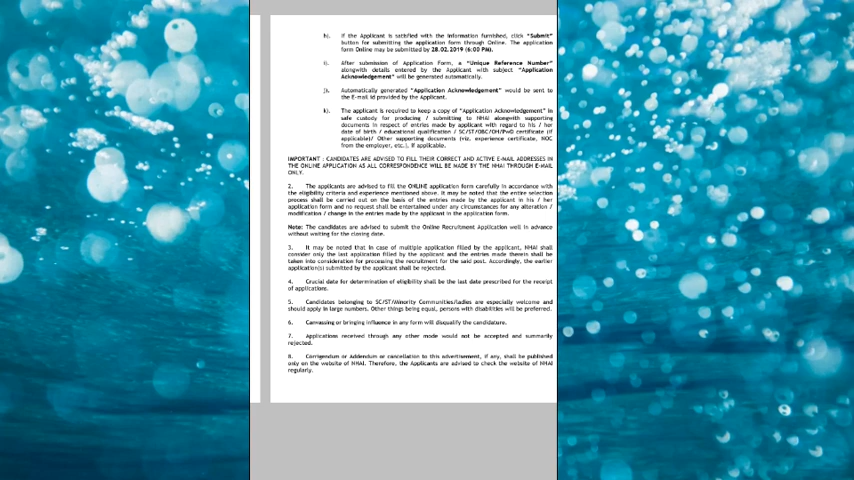 h). If the Applicant is satisfied with the information furnished, click "Submit"
button for submitting the application form through Online. The application
form Online may be submitted by 28.02.2019 (6:00 PM).
i). After submission of Application Form, a "Unique Reference Number"
alongwith details entered by the Applicant with subject "Application
Acknowledgement" will be generated automatically.
j). Automatically generated "Application Acknowledgement" would be sent to
the E-mail id provided by the Applicant.
k). The applicant is required to keep a copy of "Application Acknowledgement" in
safe custody for producing / submitting to NHAI alongwith supporting
documents in respect of entries made by applicant with regard to his / her
date of birth / educational qualification / SC/ST/OBC/OH/PwD certificate (if
applicable)/ Other supporting documents (viz. experience certificate, NOC
from the employer, etc.), if applicable.
IMPORTANT : CANDIDATES ARE ADVISED TO FILL THEIR CORRECT AND ACTIVE E-MAIL ADDRESSES IN
THE ONLINE APPLICATION AS ALL CORRESPONDENCE WILL BE MADE BY THE NHAI THROUGH E-MAIL
ONLY.
2. The applicants are advised to fill the ONLINE application form carefully in accordance with
the eligibility criteria and experience mentioned above. It may be noted that the entire selection
process shall be carried out on the basis of the entries made by the applicant in his / her
application form and no request shall be entertained under any circumstances for any alteration /
modification / change in the entries made by the applicant in the application form.
Note: The candidates are advised to submit the Online Recruitment Application well in advance
without waiting for the closing date.
3. It may be noted that in case of multiple application filled by the applicant, NHAI shall
consider only the last application filled by the applicant and the entries made therein shall be
taken into consideration for processing the recruitment for the said post. Accordingly, the earlier
application(s) submitted by the applicant shall be rejected.
4. Crucial date for determination of eligibility shall be the last date prescribed for the receipt
of applications.
5. Candidates belonging to SC/ST/Minority Communities/ladies are especially welcome and
should apply in large numbers. Other things being equal, persons with disabilities will be preferred.
6. Canvassing or bringing influence in any form will disqualify the candidature.
7. Applications received through any other mode would not be accepted and summarily
rejected.
8. Corrigendum or Addendum or cancellation to this advertisement, if any, shall be published
only on the website of NHAI. Therefore, the Applicants are advised to check the website of NHAI
regularly.